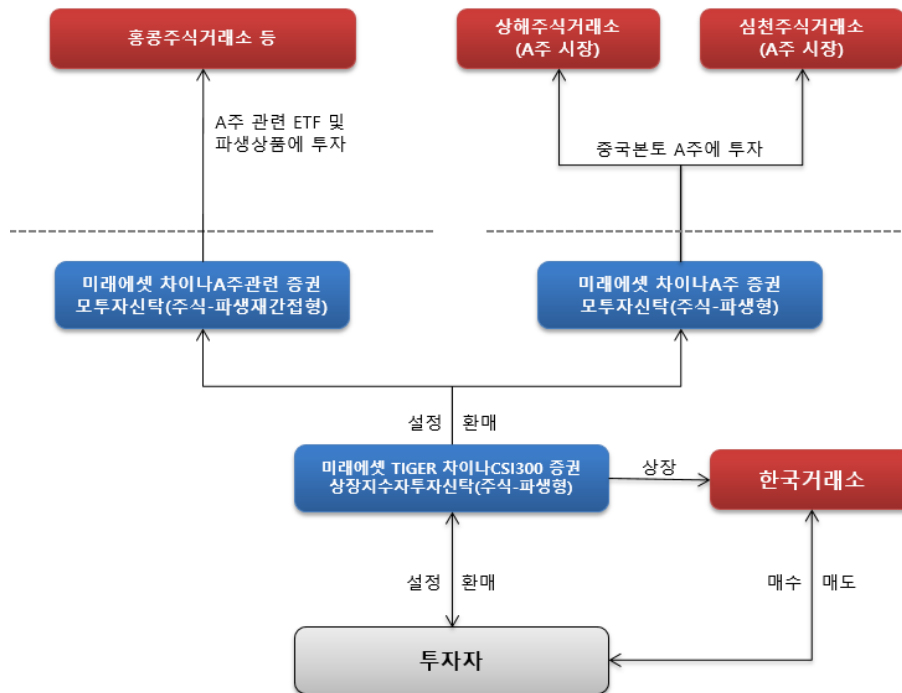 홍콩주식거래소 등
상해주식거래소
(A주 시장)
심천주식거래소
(A주 시장)
A주 관련 ETF 및
파생상품에 투자
중국본토 A주에 투자
미래에셋 차이나A주관련 증권
모투자신탁(주식-파생재간접형)
미래에셋 차이나A주 증권
모투자신탁(주식-파생형)
설정 환매
미래에셋 TIGER 차이나CSI300 증권
상장지수자투자신탁(주식-파생형)
상장
한국거래소
설정 환매
매수 매도
투자자